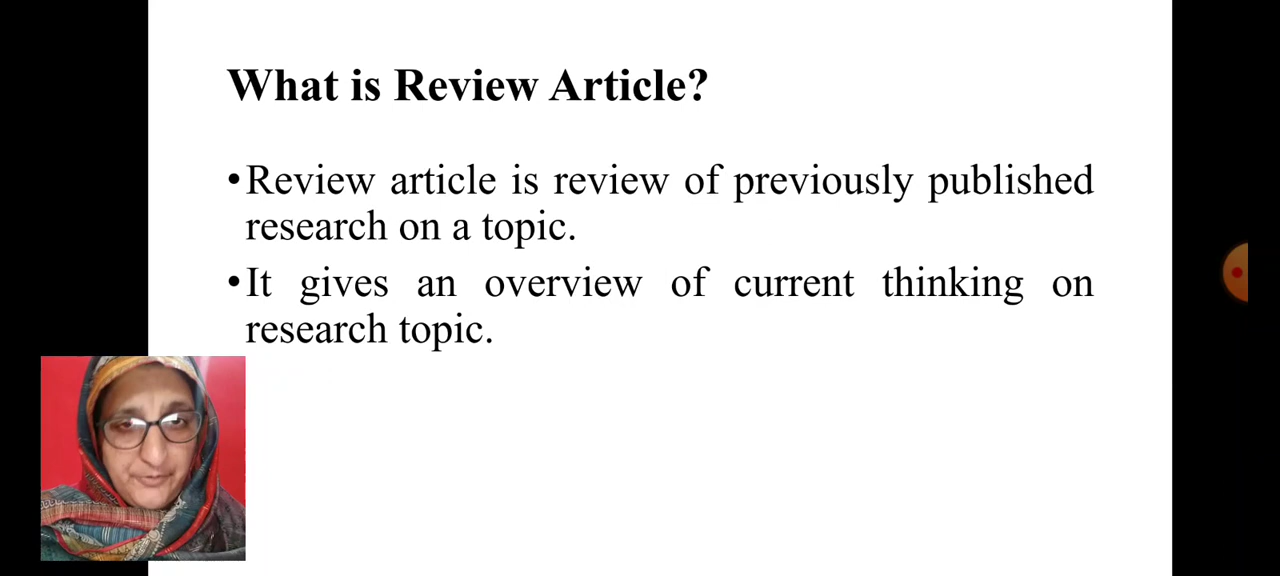 What is Review Article?
•Review article is review of previously published
research on a topic.
•It gives an overview of current thinking on
research topic.